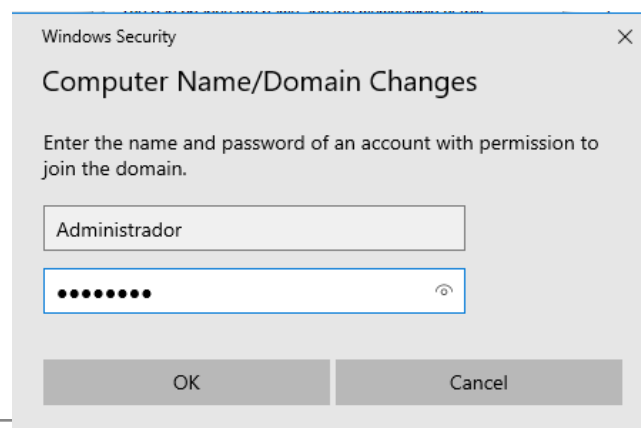 Windows Security
Computer Name/Domain Changes
Enter the name and password of an account with permission to
join the domain.
Administrador
●●●●●●●●
OK
Cancel